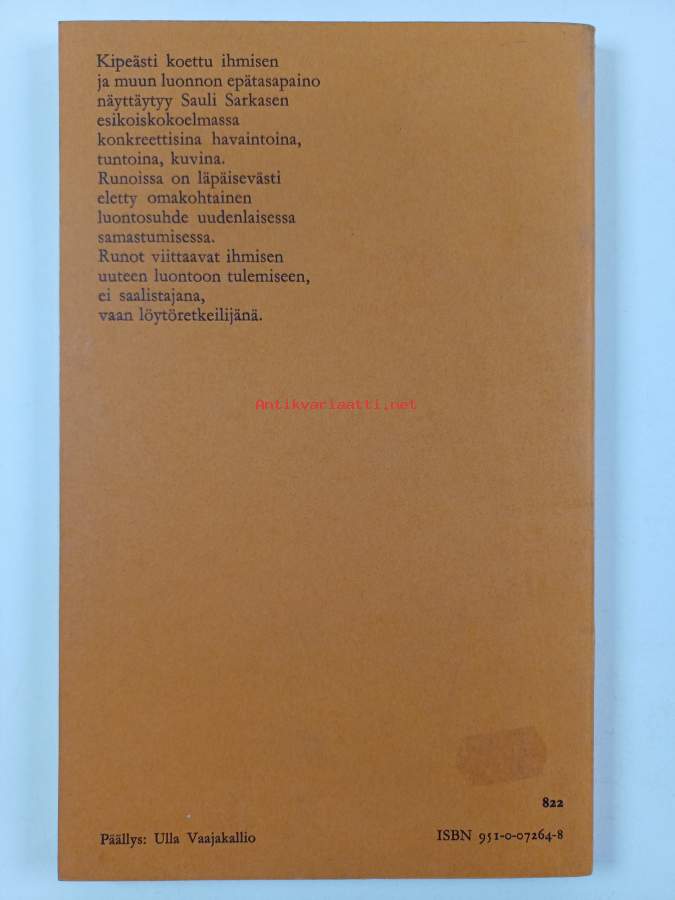 Kipeästi koettu ihmisen
ja muun luonnon epätasapaino
näyttäytyy Sauli Sarkasen
esikoiskokoelmassa
konkreettisina havaintoina,
tuntoina, kuvina.
Runoissa on läpäisevästi
eletty omakohtainen
luontosuhde uudenlaisessa
samastumisessa.
Runot viittaavat ihmisen
uuteen luontoon tulemiseen,
ei saalistajana,
vaan löytöretkeilijänä.
Antikvariaatti.net
822
Päällys: Ulla Vaajakallio
ISBN 951-0-07264-8